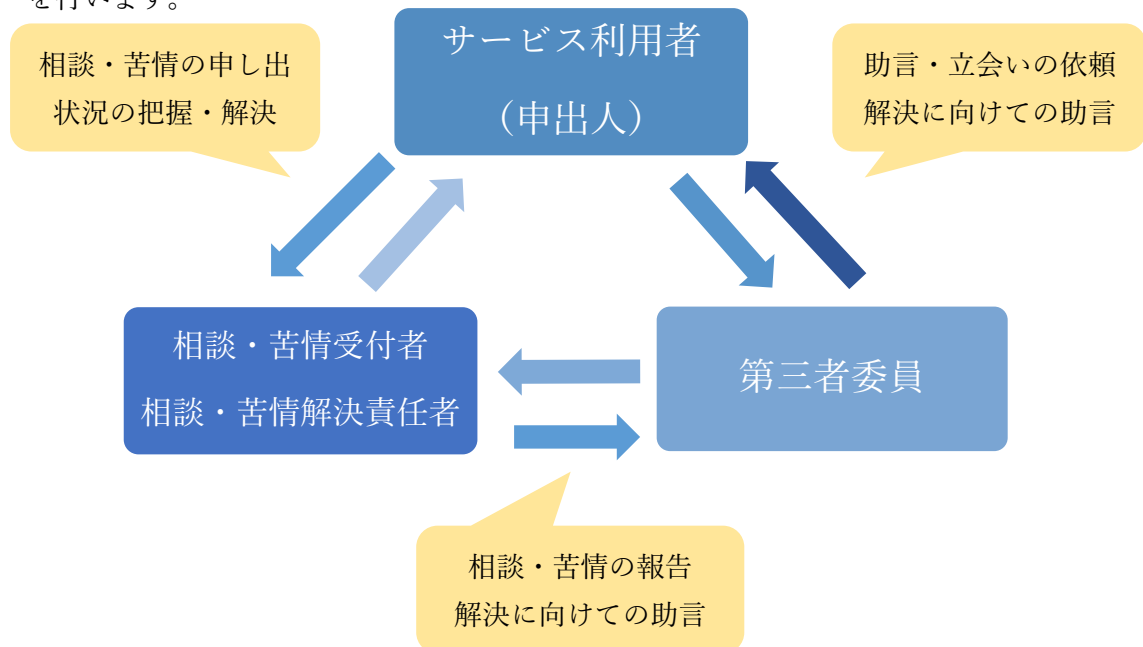 を行います。
サービス利用者
（申出人）
相談・苦情の申し出
状況の把握・解決
助言・立会いの依頼
解決に向けての助言
相談・苦情受付者
相談・苦情解決責任者
第三者委員
相談・苦情の報告
解決に向けての助言